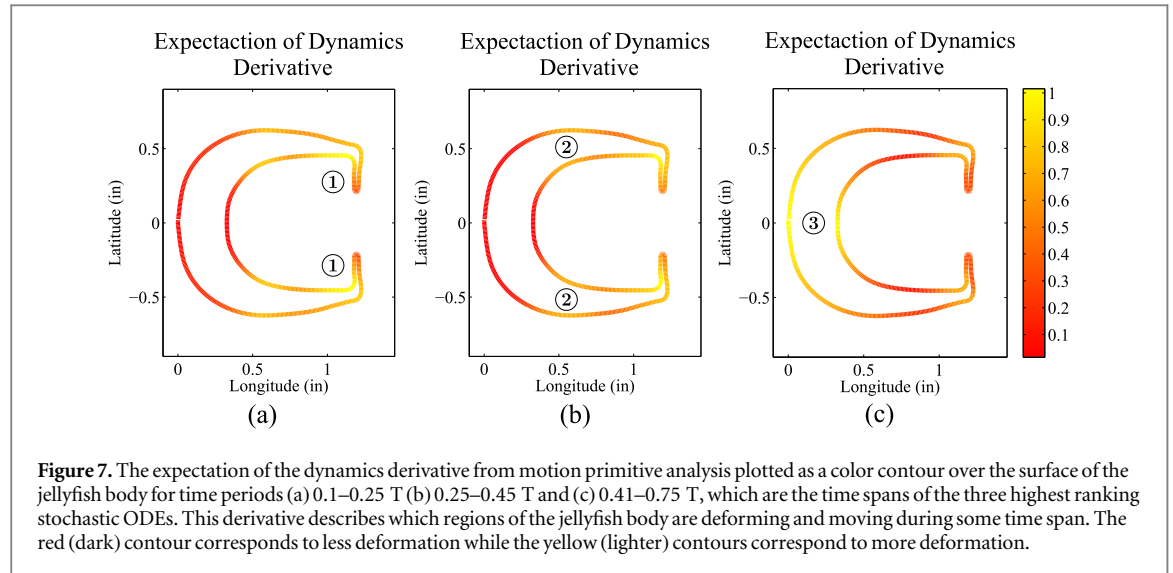 Expectaction of Dynamics
Derivative
Expectaction of Dynamics
Derivative
Expectaction of Dynamics
Derivative
0.5
0
−0.5
Latitude (in)
1
1
0
0.5
1
Longitude (in)
(a)
0.5
0
−0.5
Latitude (in)
2
2
0
0.5
1
Longitude (in)
(b)
0.5
0
−0.5
Latitude (in)
3
0
0.5
1
Longitude (in)
(c)
1
0.9
0.8
0.7
0.6
0.5
0.4
0.3
0.2
0.1
Figure 7. The expectation of the dynamics derivative from motion primitive analysis plotted as a color contour over the surface of the
jellyfish body for time periods (a) 0.1–0.25 T (b) 0.25–0.45 T and (c) 0.41–0.75 T, which are the time spans of the three highest ranking
stochastic ODEs. This derivative describes which regions of the jellyfish body are deforming and moving during some time span. The
red (dark) contour corresponds to less deformation while the yellow (lighter) contours correspond to more deformation.